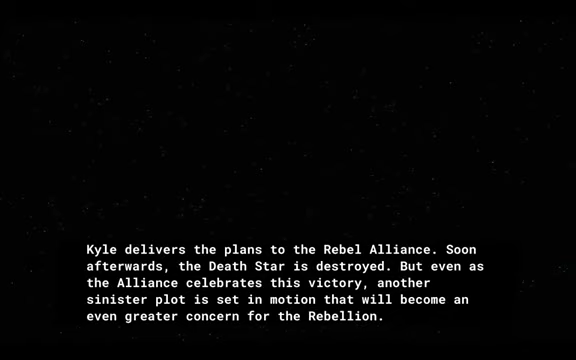 Kyle delivers the plans to the Rebel Alliance. Soon
afterwards, the Death Star is destroyed. But even as
the Alliance celebrates this victory, another
sinister plot is set in motion that will become an
even greater concern for the Rebellion.